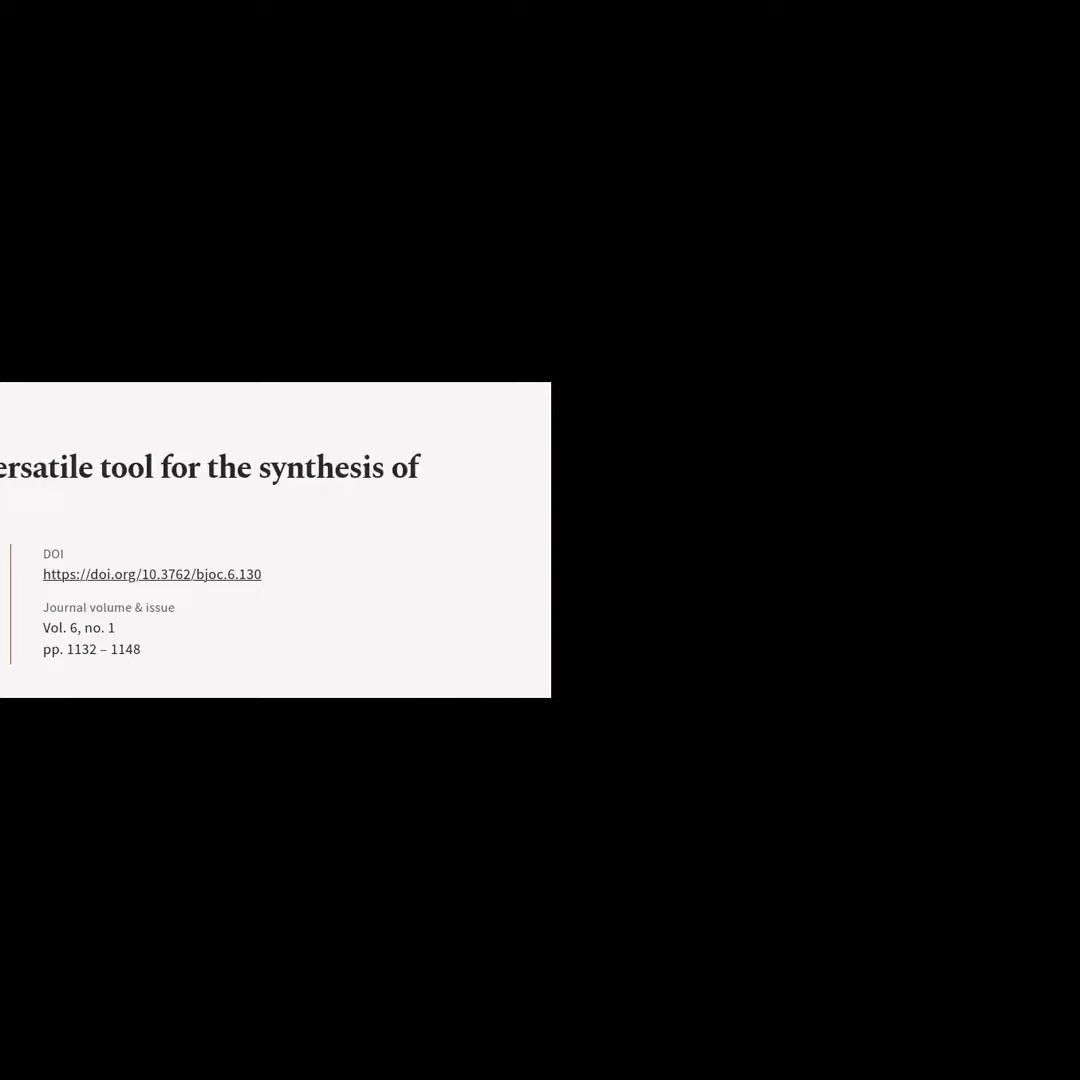 tool for the synthesis of
DOI
https://doi.org/10.3762/bjoc.6.130
Journal volume & issue
Vol. 6, no. 1
pp. 1132 – 1148